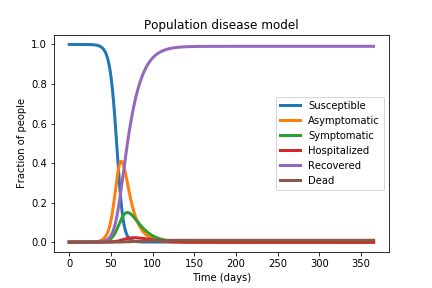 Population disease model
Fraction of people
1.0
0.8
0.6
0.4
0.2
0.0
Susceptible
Asymptomatic
Symptomatic
Hospitalized
Recovered
Dead
0 50 100 150 200 250 300 350
Time (days)